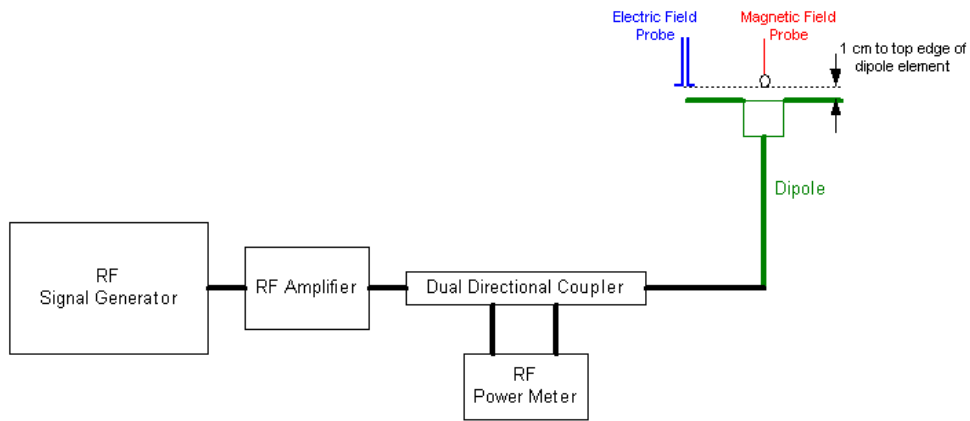 Electric Field
Probe
Magnetic Field
Probe
1 cm to top edge of
dipole element
Dipole
RF
Signal Generator
RF Amplifier
Dual Directional Coupler
RF
Power Meter